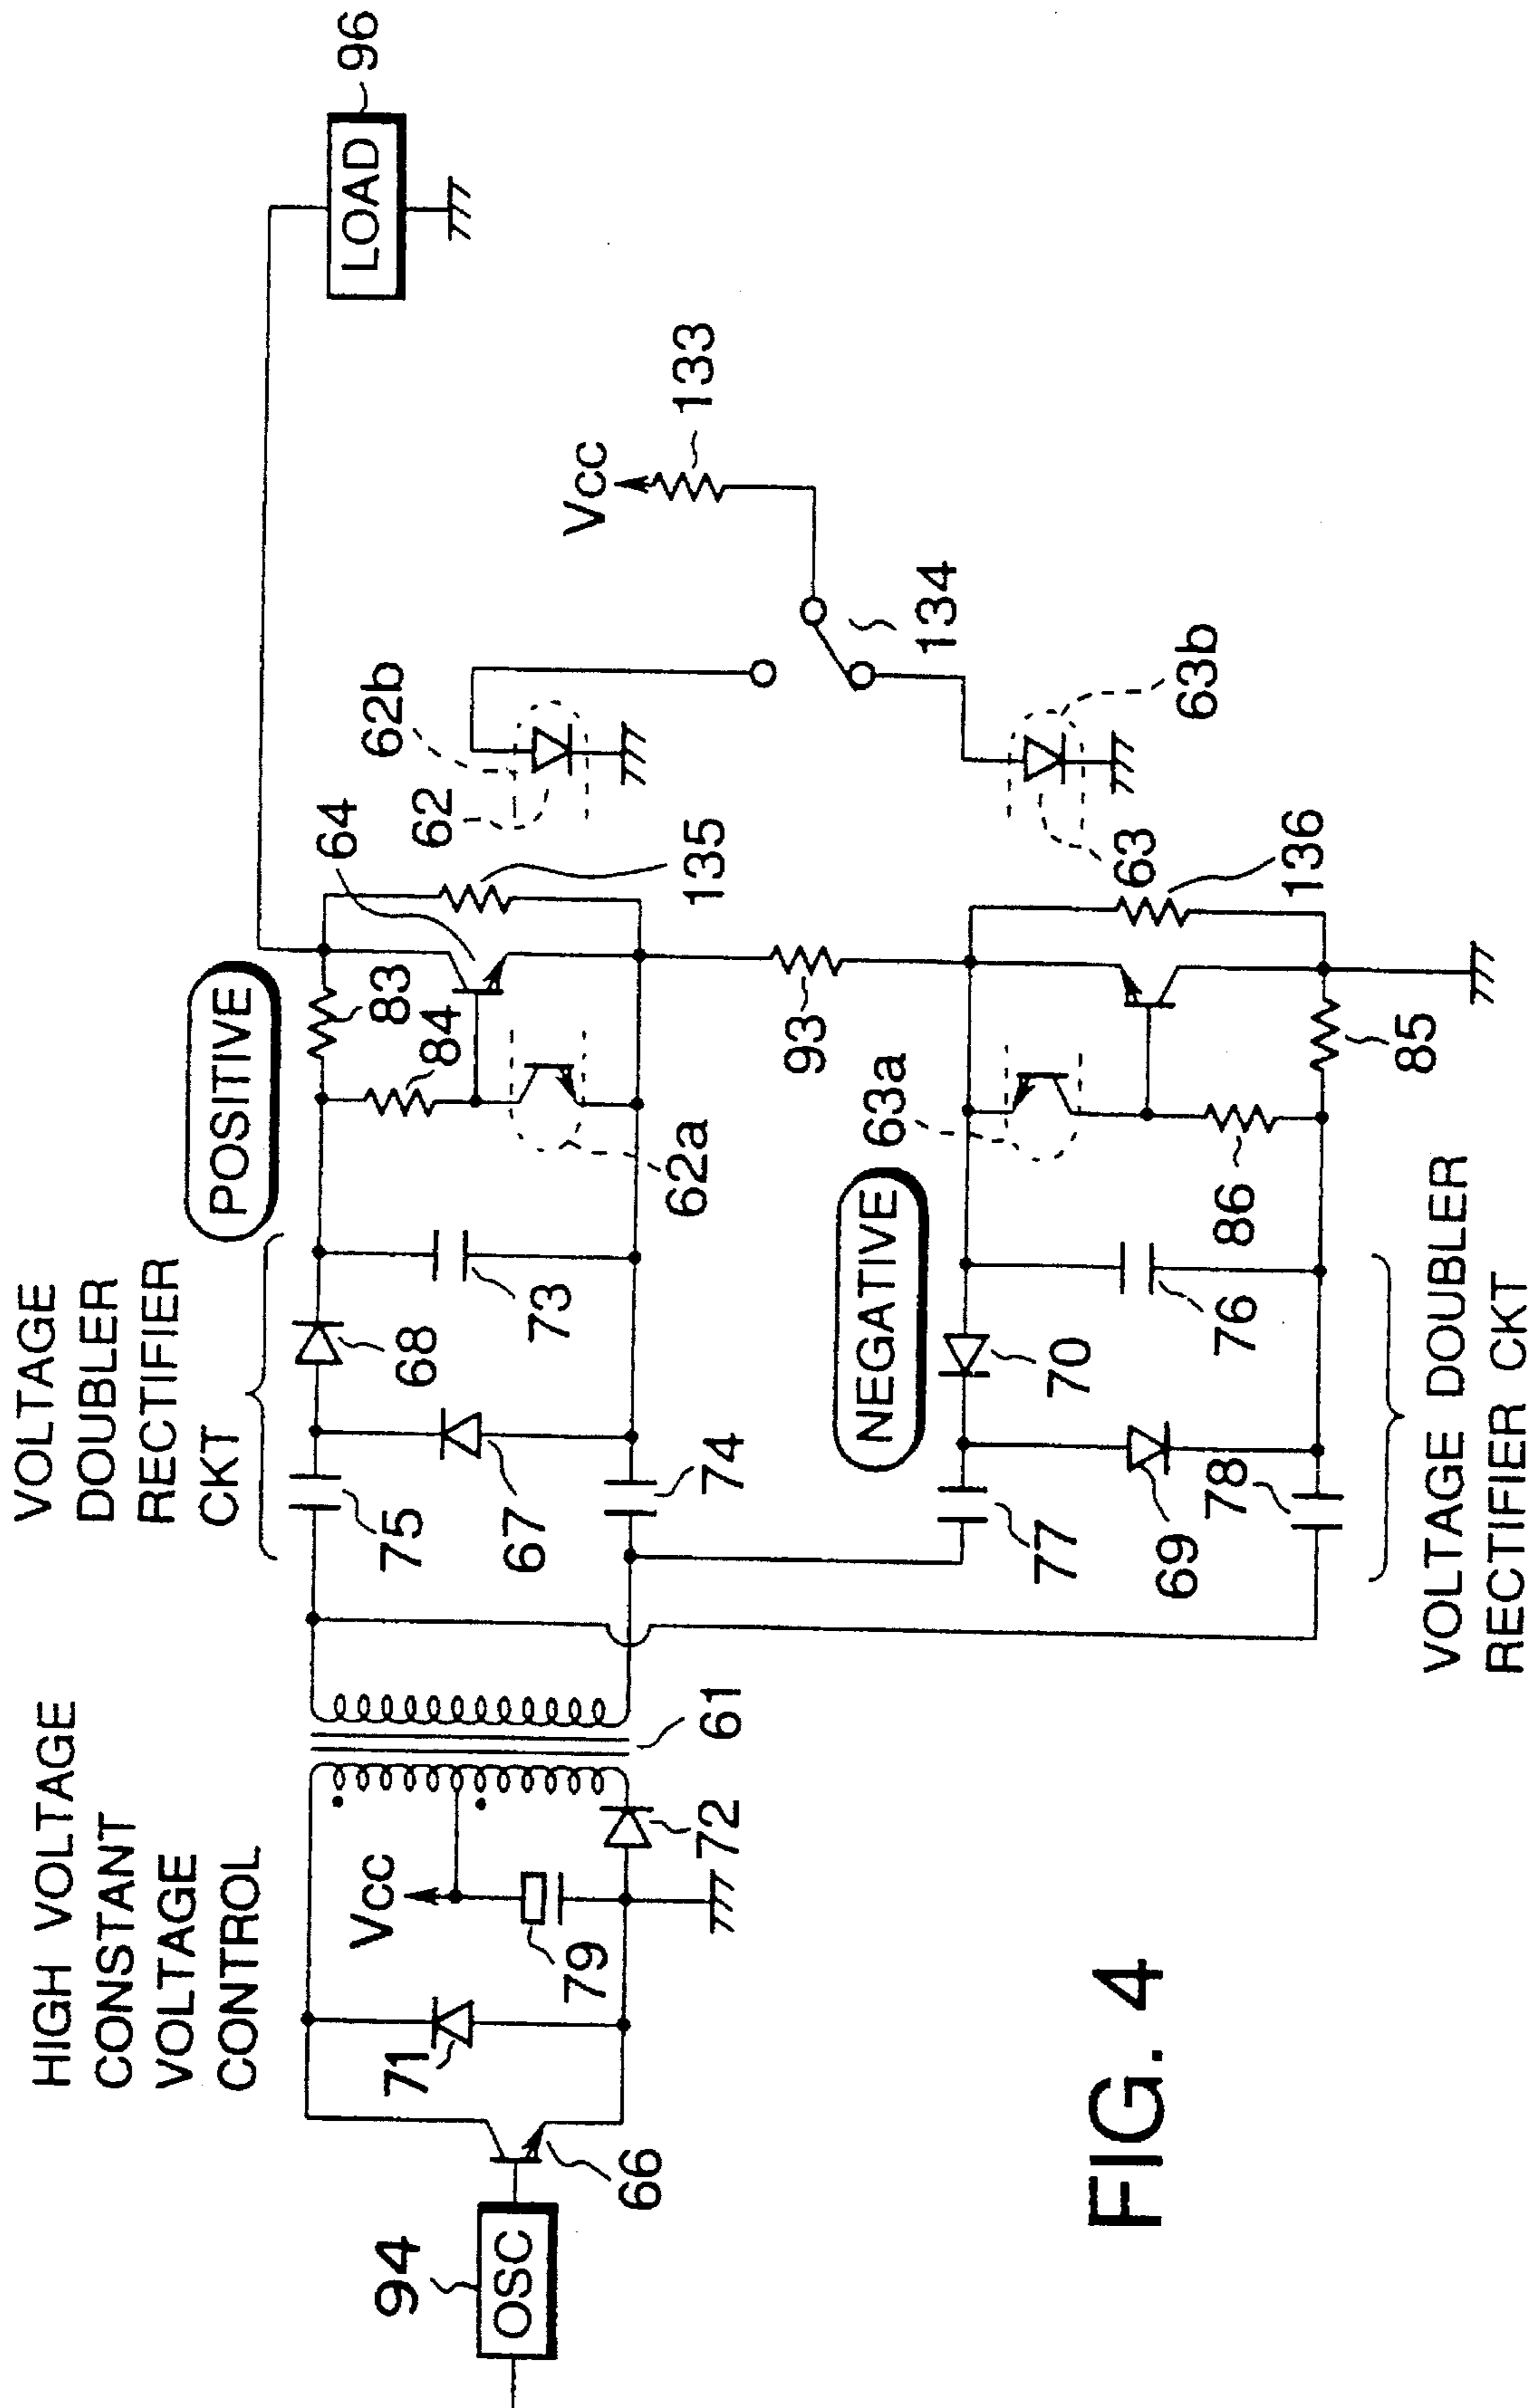 HIGH VOLTAGE
CONSTANT
VOLTAGE
CONTROL
VOLTAGE
DOUBLER
RECTIFIER
CKT
POSITIVE
94
OSC
66
71
Vcc
79
72
61
75
67
74
68
73
83
84
62a
64
135
62
62b
LOAD
96
Vcc
133
134
93
63b
63
136
NEGATIVE
63a
77
69
78
70
76
86
85
VOLTAGE DOUBLER
RECTIFIER CKT
FIG. 4